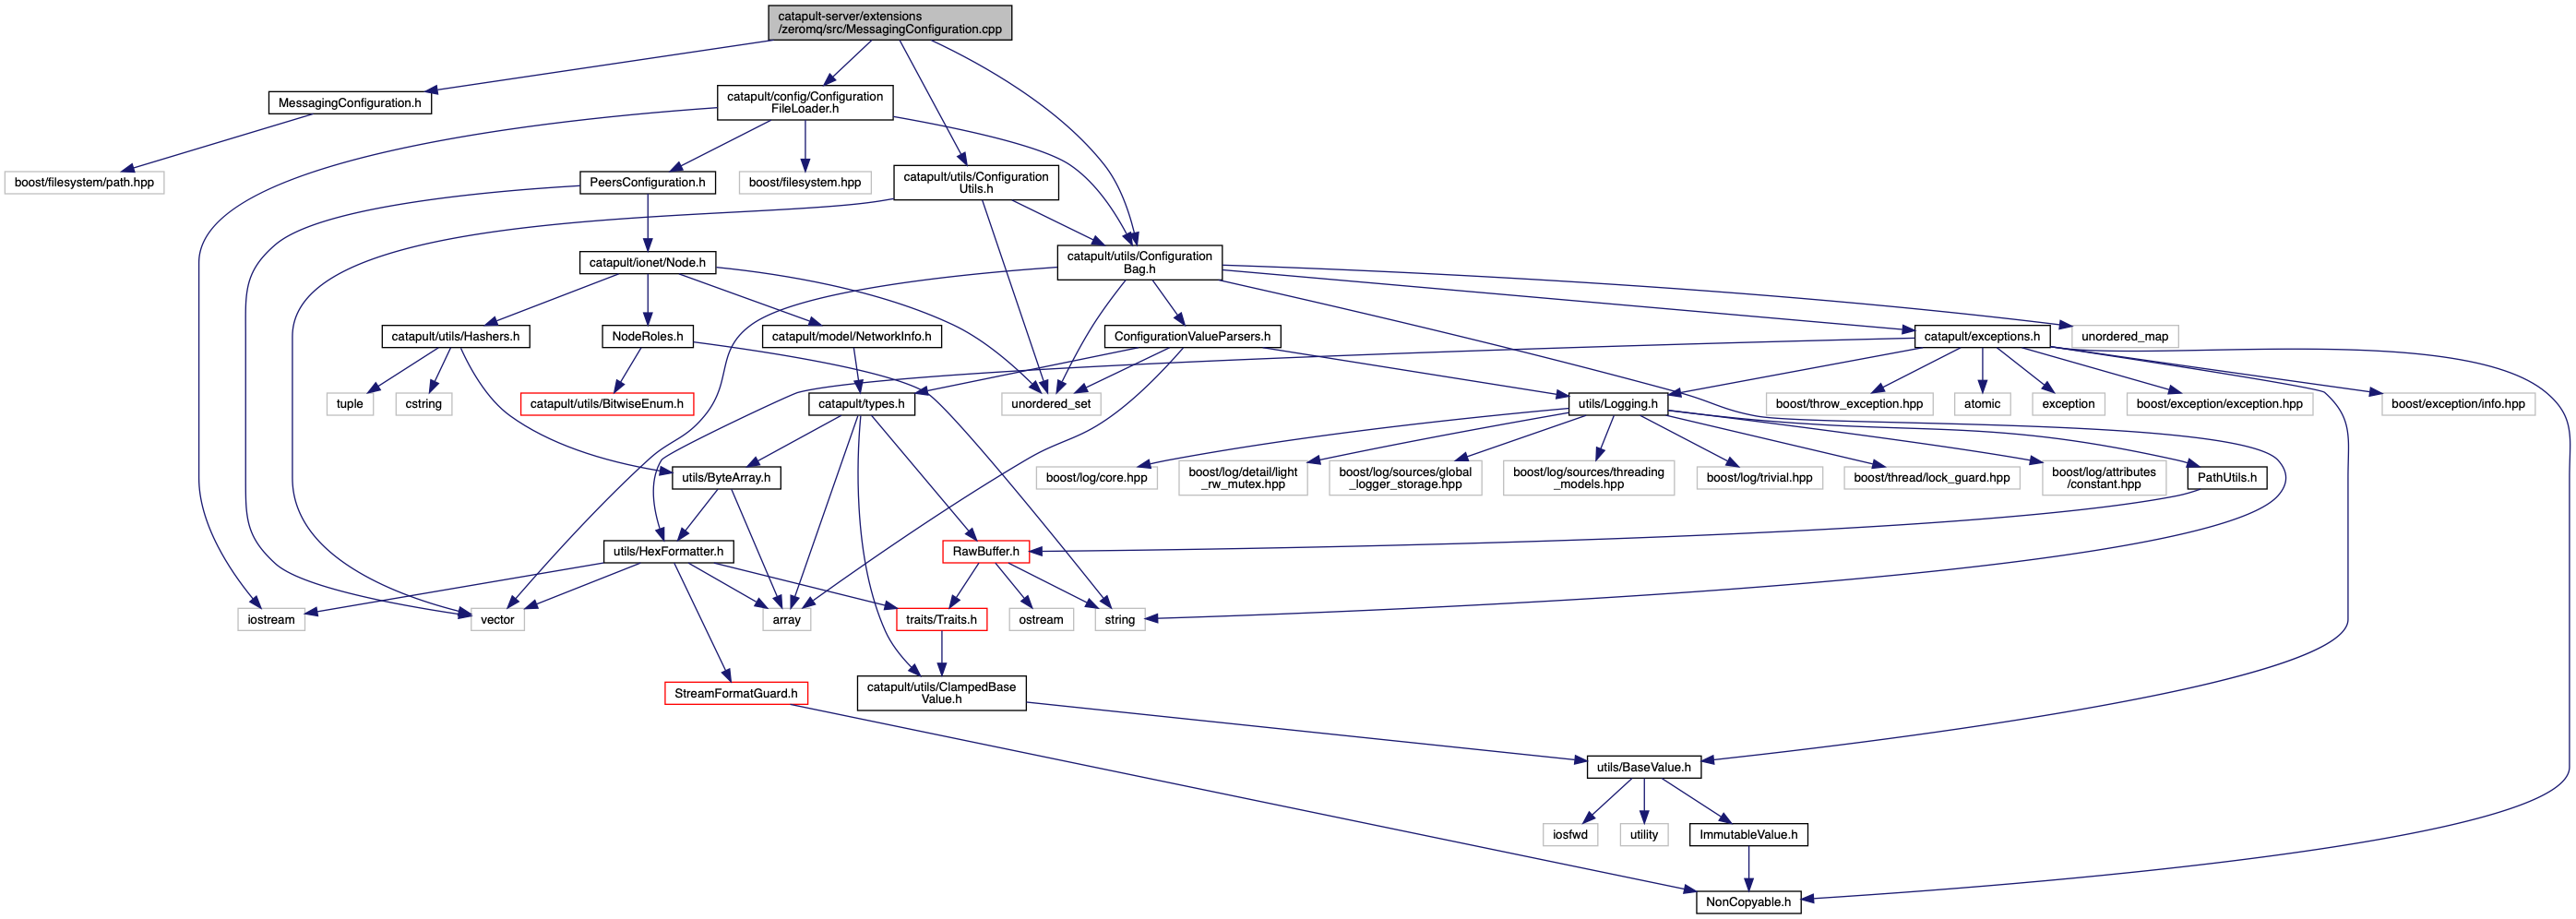 catapult-server/extensions
/zeromq/src/MessagingConfiguration.cpp
MessagingConfiguration.h
catapult/config/Configuration
FileLoader.h
boost/filesystem/path.hpp
PeersConfiguration.h
boost/filesystem.hpp
catapult/utils/Configuration
Utils.h
catapult/ionet/Node.h
catapult/utils/Configuration
Bag.h
catapult/utils/Hashers.h
NodeRoles.h
catapult/model/NetworkInfo.h
ConfigurationValueParsers.h
catapult/exceptions.h
unordered_map
tuple
cstring
catapult/utils/BitwiseEnum.h
catapult/types.h
unordered_set
utils/Logging.h
boost/throw_exception.hpp
atomic
exception
boost/exception/exception.hpp
boost/exception/info.hpp
utils/ByteArray.h
boost/log/core.hpp
boost/log/detail/light
_rw_mutex.hpp
boost/log/sources/global
_logger_storage.hpp
boost/log/sources/threading
_models.hpp
boost/log/trivial.hpp
boost/thread/lock_guard.hpp
boost/log/attributes
/constant.hpp
PathUtils.h
utils/HexFormatter.h
RawBuffer.h
iostream
vector
array
traits/Traits.h
ostream
string
StreamFormatGuard.h
catapult/utils/ClampedBase
Value.h
utils/BaseValue.h
iosfwd
utility
ImmutableValue.h
NonCopyable.h